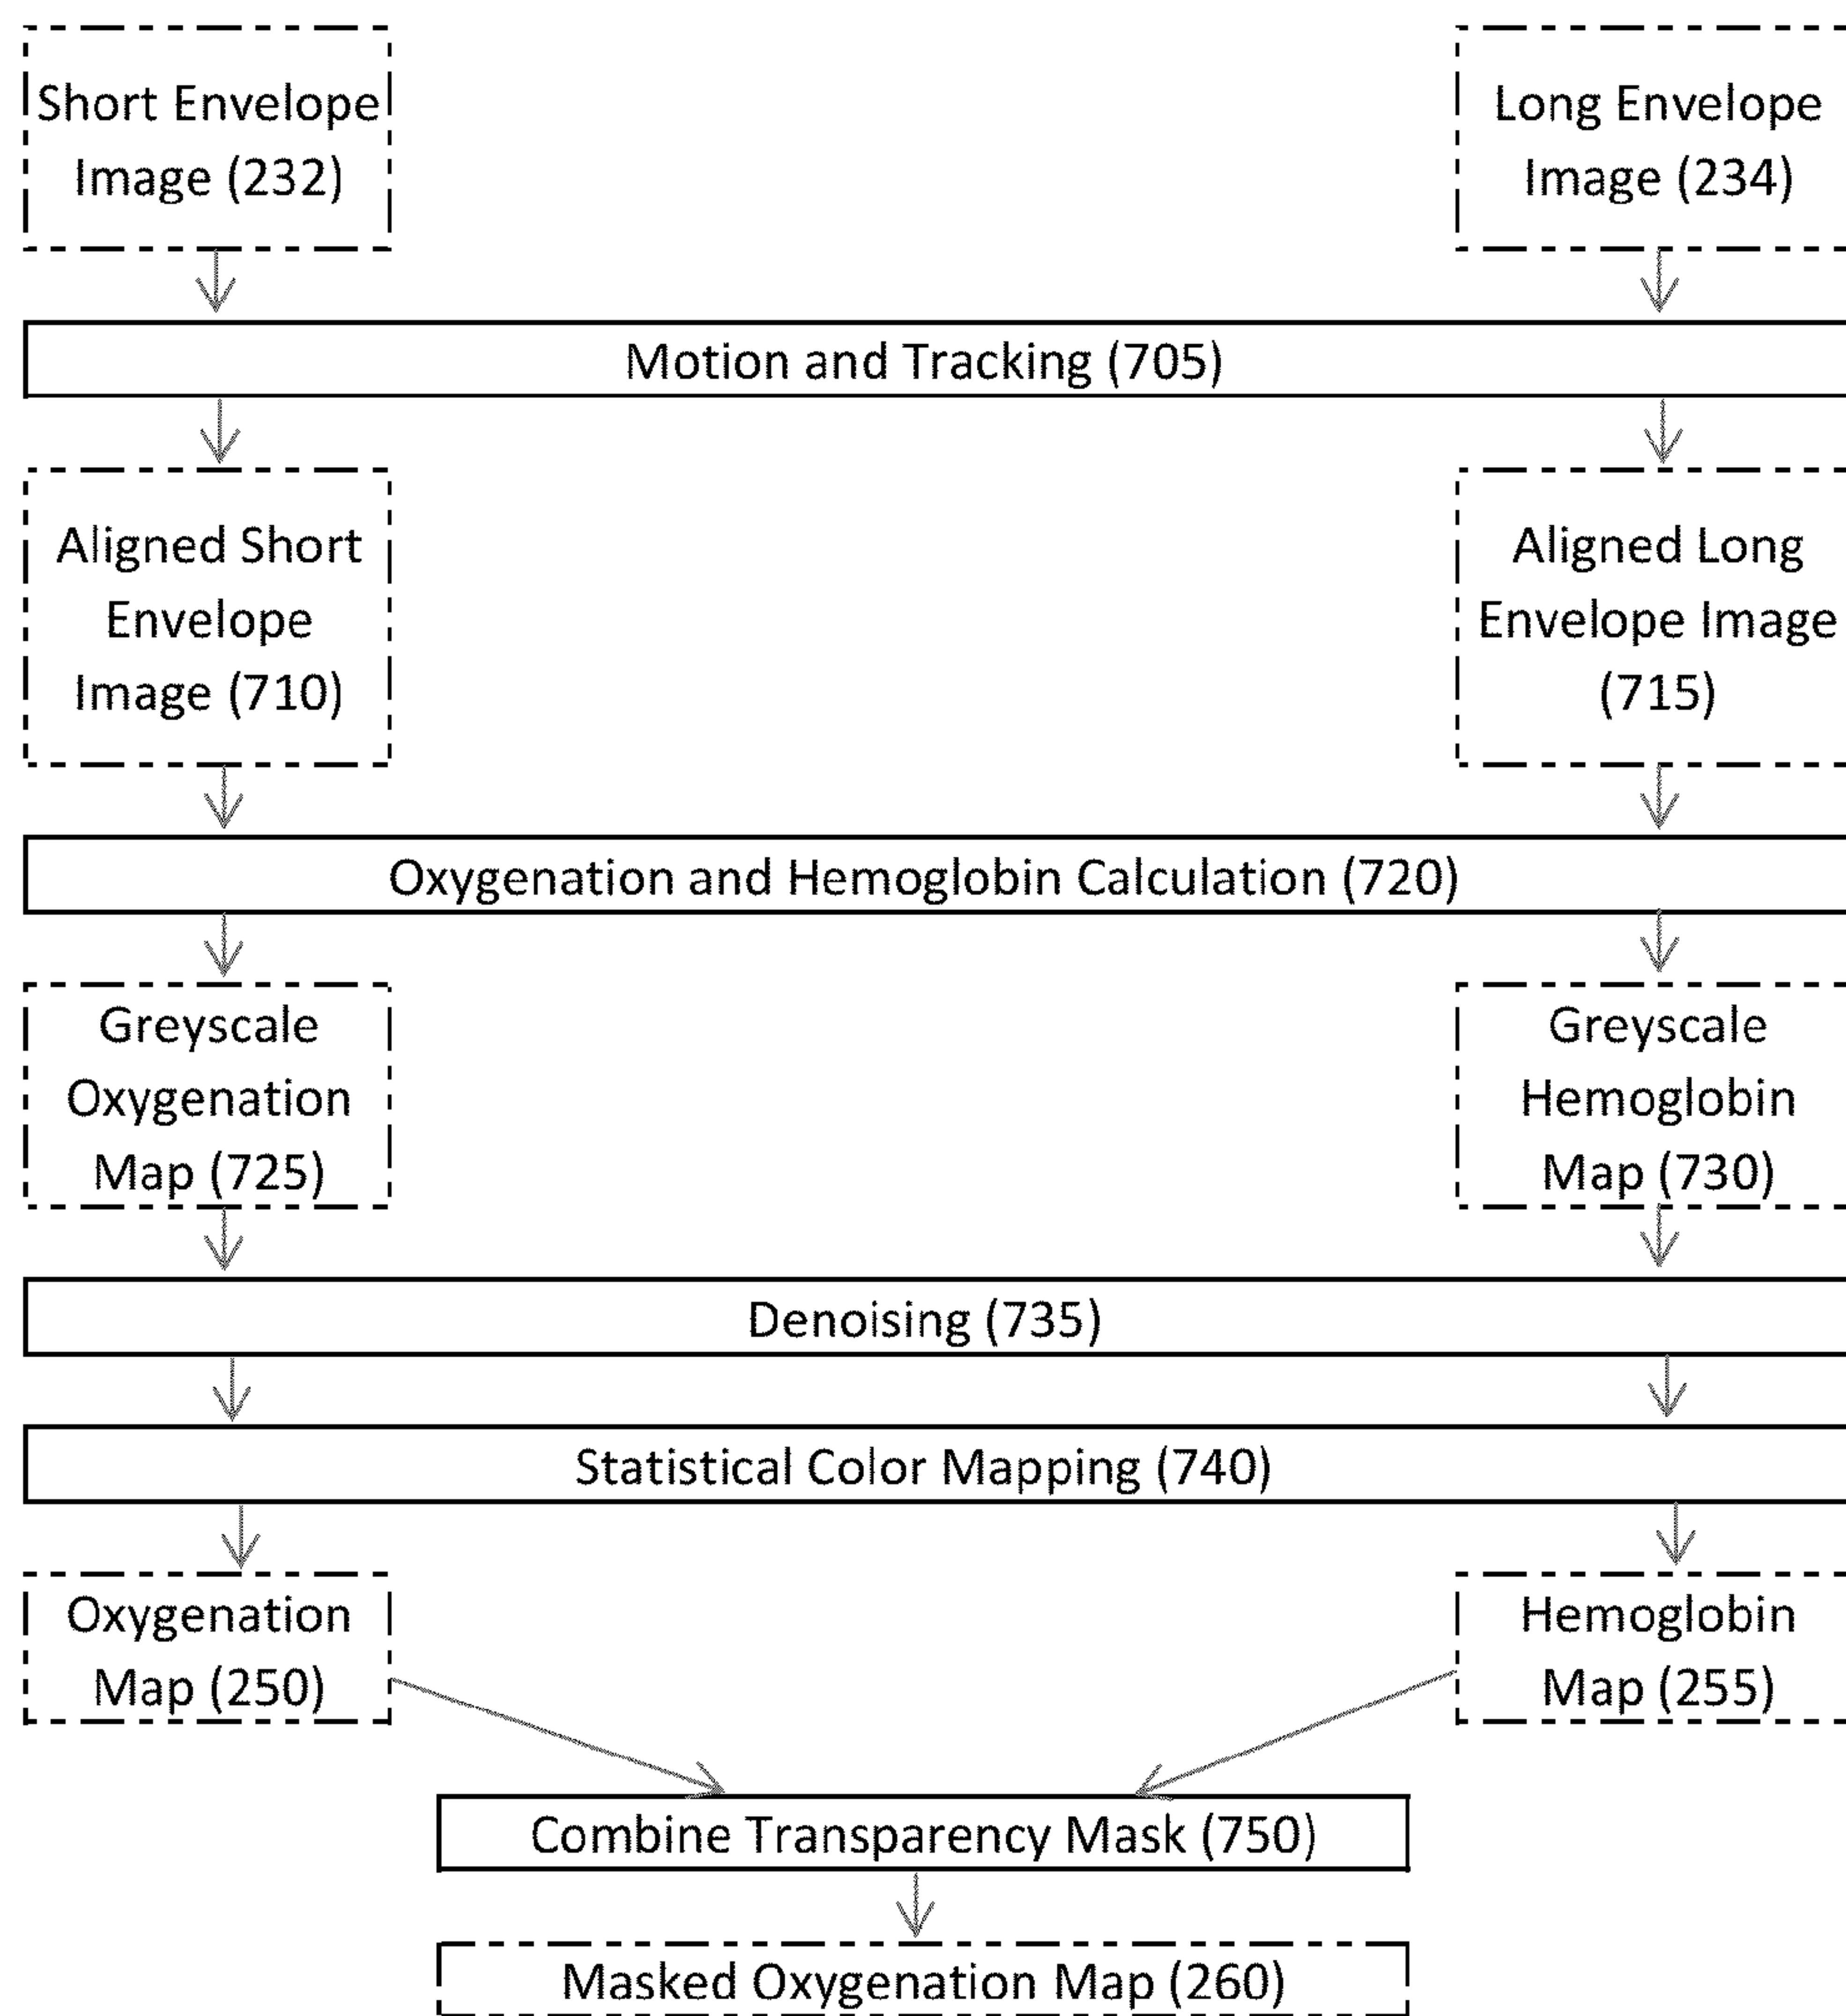 Short Envelope
Image (232)
Long Envelope
Image (234)
Motion and Tracking (705)
Aligned Short
Envelope
Image (710)
Aligned Long
Envelope Image
(715)
Oxygenation and Hemoglobin Calculation (720)
Greyscale
Oxygenation
Map (725)
Greyscale
Hemoglobin
Map (730)
Denoising (735)
Statistical Color Mapping (740)
Oxygenation
Map (250)
Hemoglobin
Map (255)
Combine Transparency Mask (750)
Masked Oxygenation Map (260)